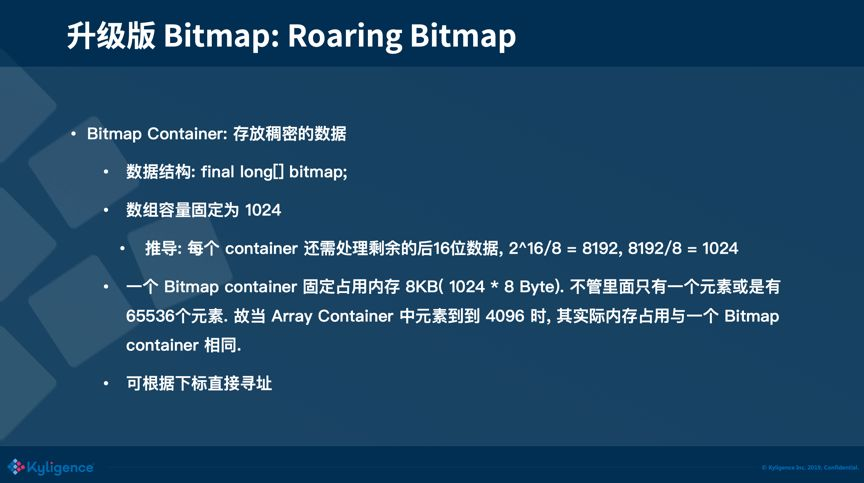 升级版 Bitmap: Roaring Bitmap
• Bitmap Container: 存放稠密的数据
• 数据结构: final long[] bitmap;
• 数组容量固定为 1024
• 推导: 每个 container 还需处理剩余的后16位数据, 2^16/8 = 8192, 8192/8 = 1024
• 一个 Bitmap container 固定占用内存 8KB( 1024 * 8 Byte). 不管里面只有一个元素或是有
65536个元素. 故当 Array Container 中元素到到 4096 时, 其实际内存占用与一个 Bitmap
container 相同.
• 可根据下标直接寻址
Kyligence
© Kyligence Inc. 2019, Confidential.